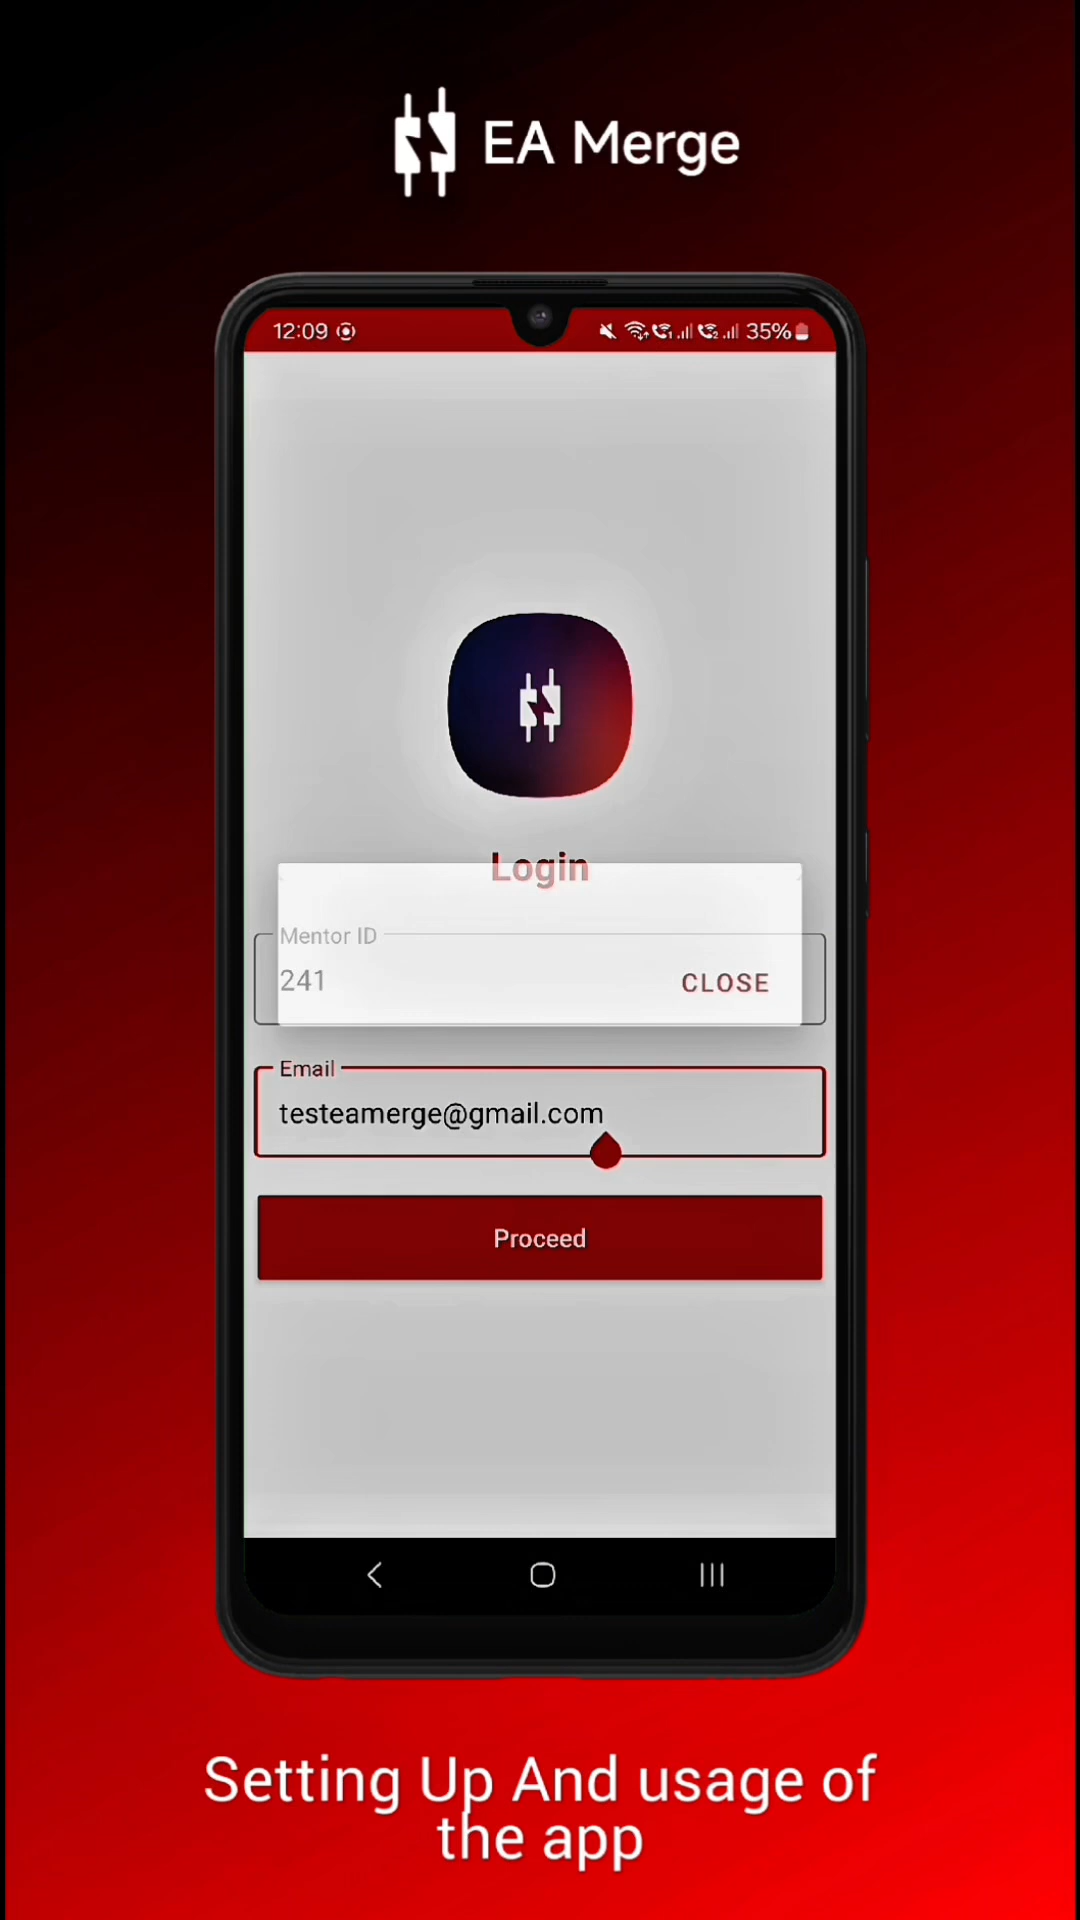 EA Merge
12:09
35%
Login
Mentor ID
241
CLOSE
Email
testeamerge@gmail.com
Proceed
Setting Up And usage of
the app